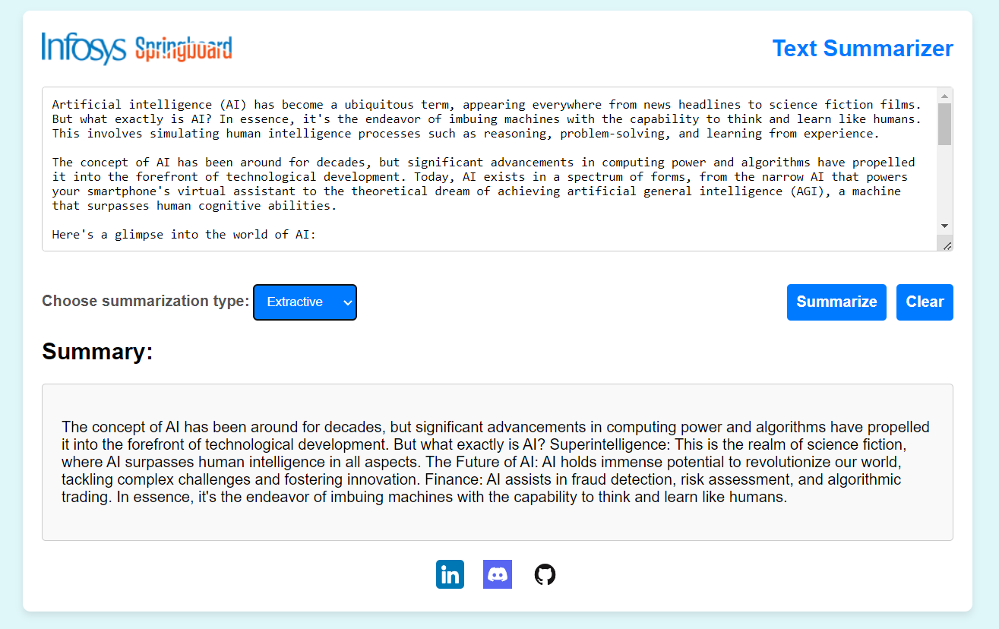 Infosys Springboard
Text Summarizer
Artificial intelligence (AI) has become a ubiquitous term, appearing everywhere from news headlines to science fiction films.
But what exactly is AI? In essence, it's the endeavor of imbuing machines with the capability to think and learn like humans.
This involves simulating human intelligence processes such as reasoning, problem-solving, and learning from experience.
The concept of AI has been around for decades, but significant advancements in computing power and algorithms have propelled
it into the forefront of technological development. Today, AI exists in a spectrum of forms, from the narrow AI that powers
your smartphone's virtual assistant to the theoretical dream of achieving artificial general intelligence (AGI), a machine
that surpasses human cognitive abilities.
Here's a glimpse into the world of AI:
Choose summarization type:
Extractive
Summarize
Clear
Summary:
The concept of AI has been around for decades, but significant advancements in computing power and algorithms have propelled
it into the forefront of technological development. But what exactly is AI? Superintelligence: This is the realm of science fiction,
where AI surpasses human intelligence in all aspects. The Future of AI: AI holds immense potential to revolutionize our world,
tackling complex challenges and fostering innovation. Finance: AI assists in fraud detection, risk assessment, and algorithmic
trading. In essence, it's the endeavor of imbuing machines with the capability to think and learn like humans.
in